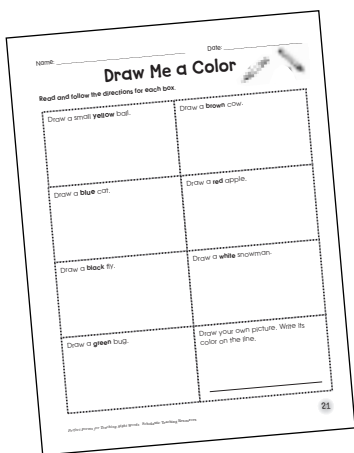 Name: Date:
Draw Me a Color
Read and follow the directions for each box.
Draw a small yellow ball.
Draw a brown cow.
Draw a blue cat.
Draw a red apple.
Draw a black fly.
Draw a white snowman.
Draw a green bug.
Draw your own picture. Write its
color on the line.
21